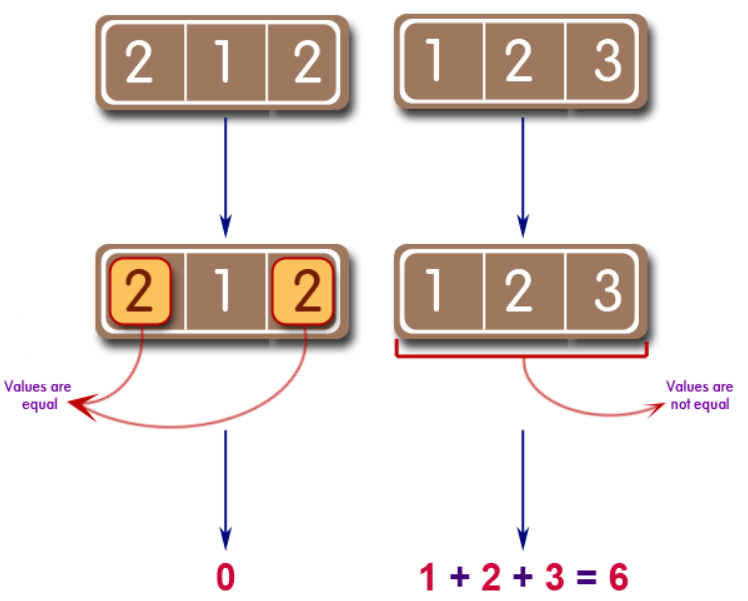 2 1 2
1 2 3
2 1 2
1 2 3
Values are
equal
Values are
not equal
0
1 + 2 + 3 = 6